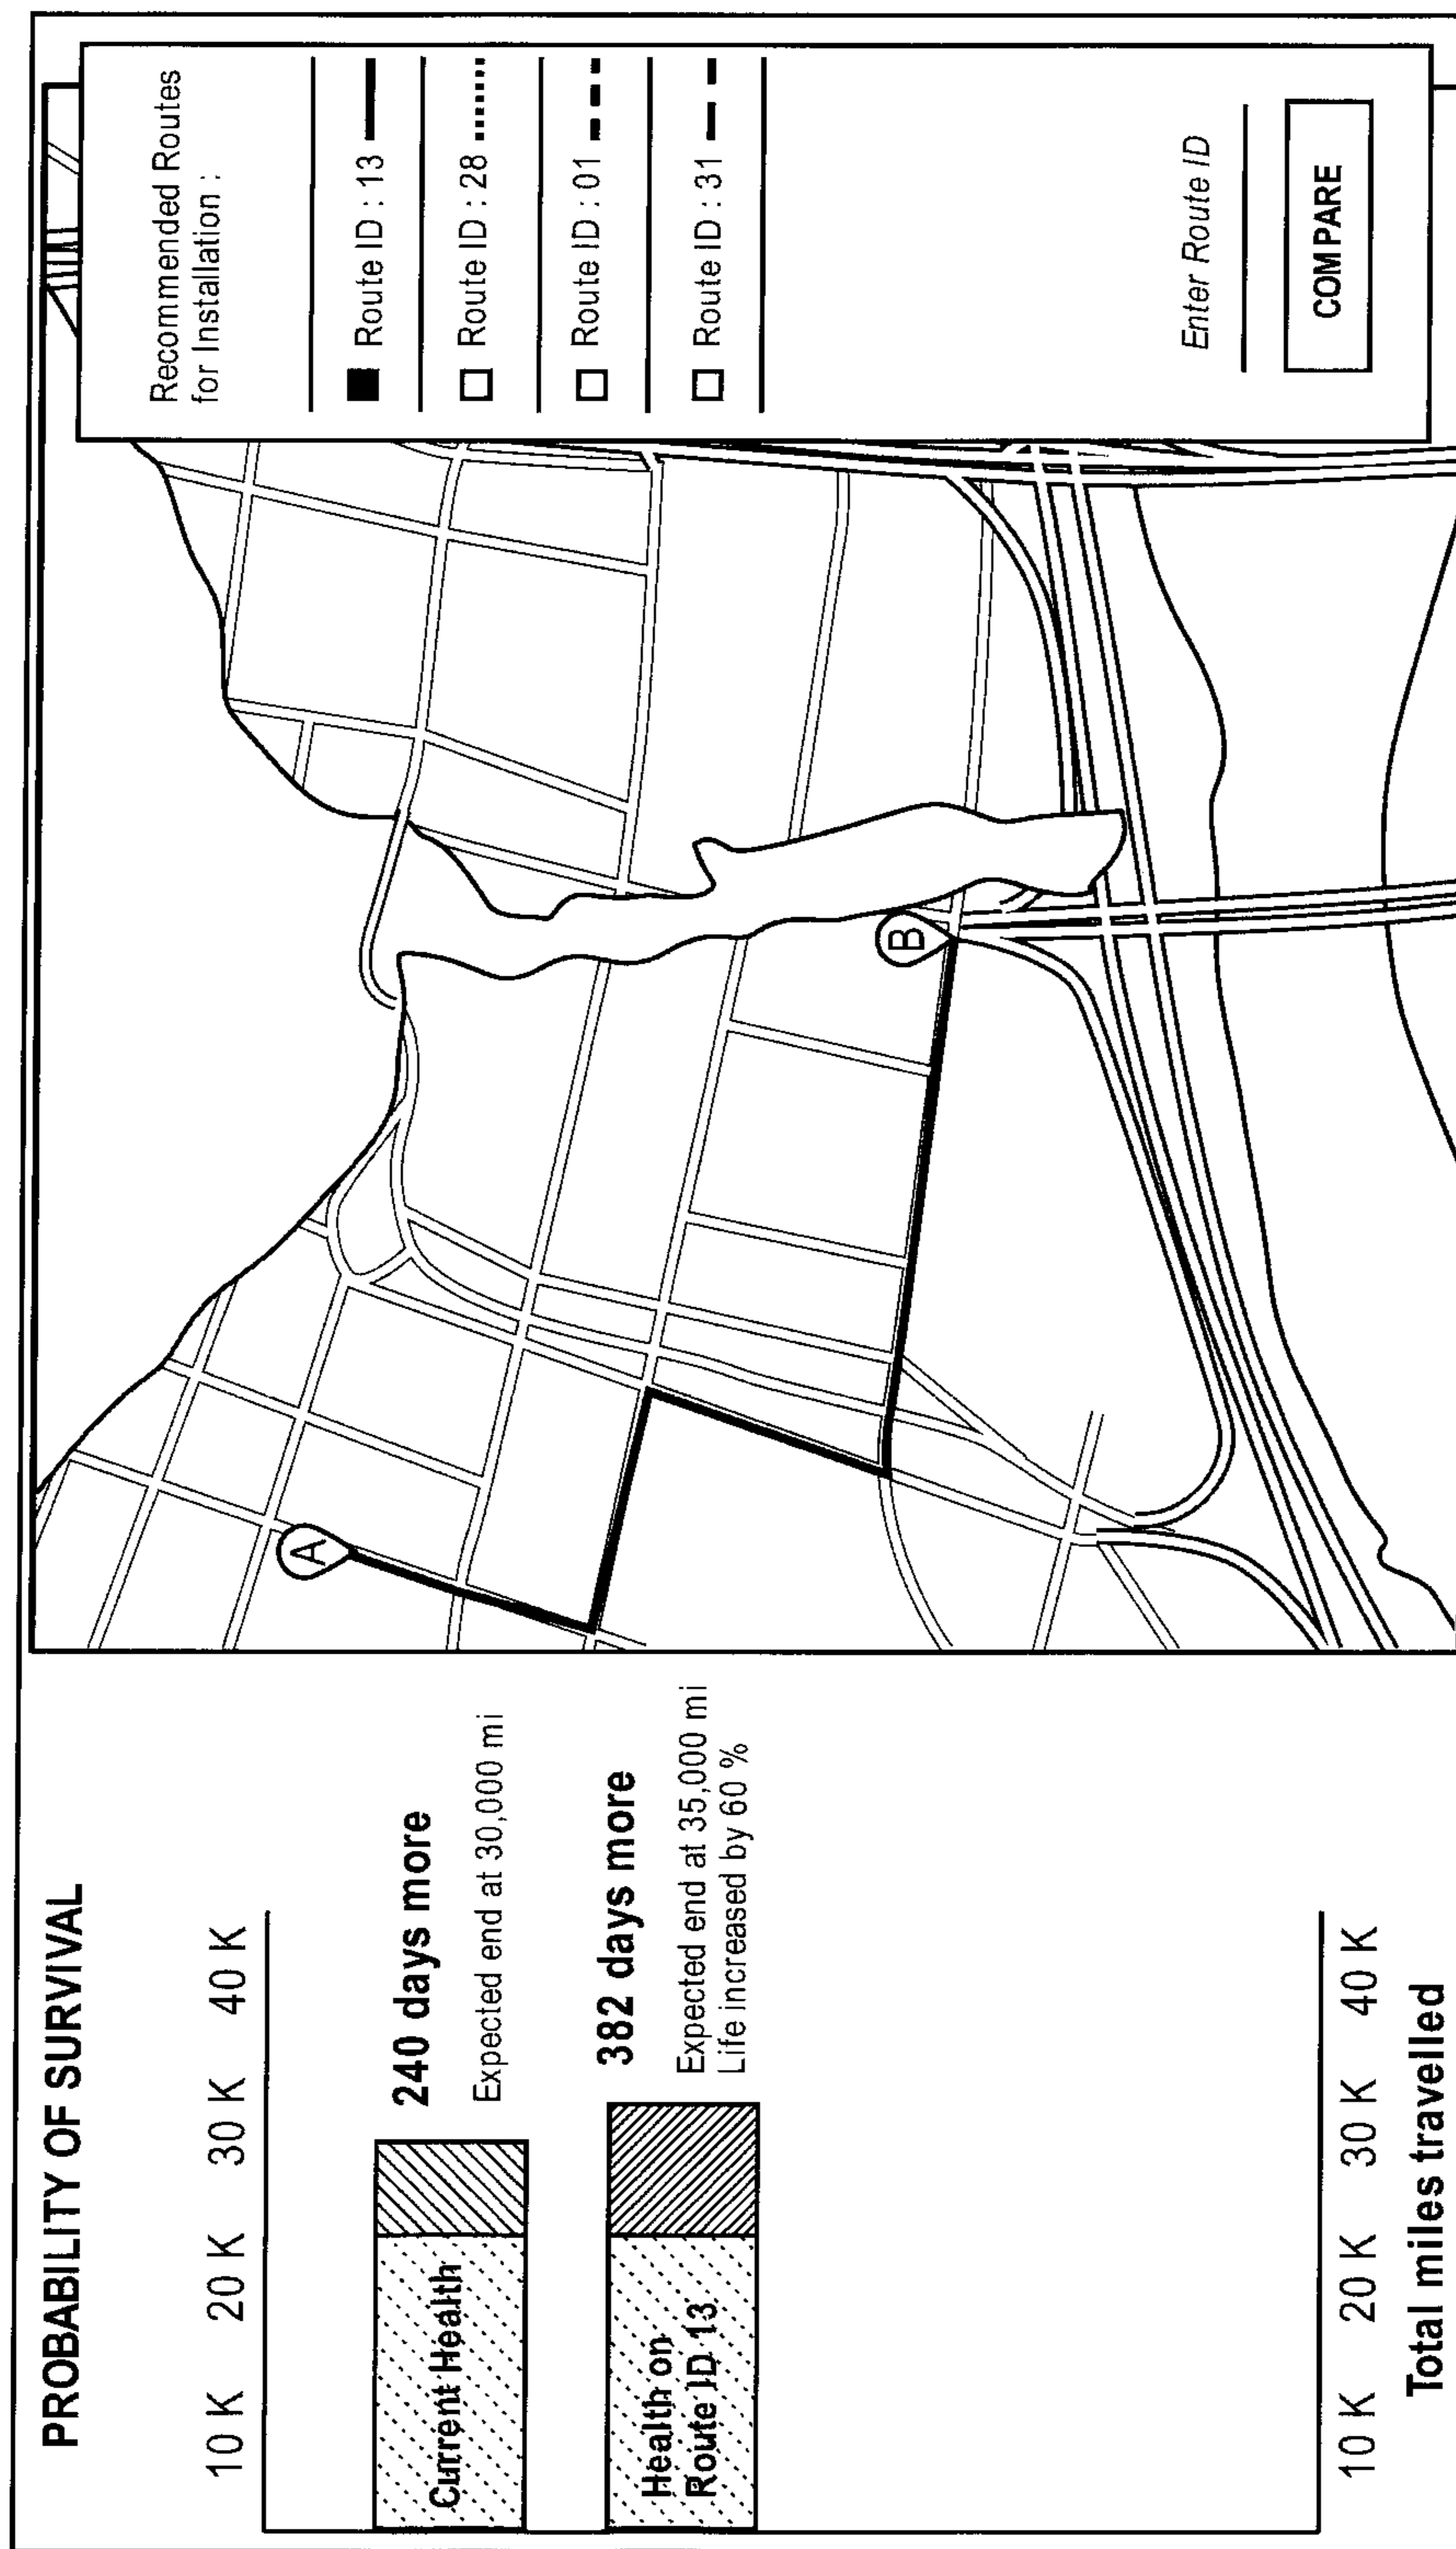 PROBABILITY OF SURVIVAL
10 K 20 K 30 K 40 K
Current Health
240 days more
Expected end at 30,000 mi
Health on
Route ID 13
382 days more
Expected end at 35,000 mi
Life increased by 60 %
10 K 20 K 30 K 40 K
Total miles travelled
A
B
Recommended Routes
for Installation :
Route ID : 13
Route ID : 28
Route ID : 01
Route ID : 31
Enter Route ID
COMPARE